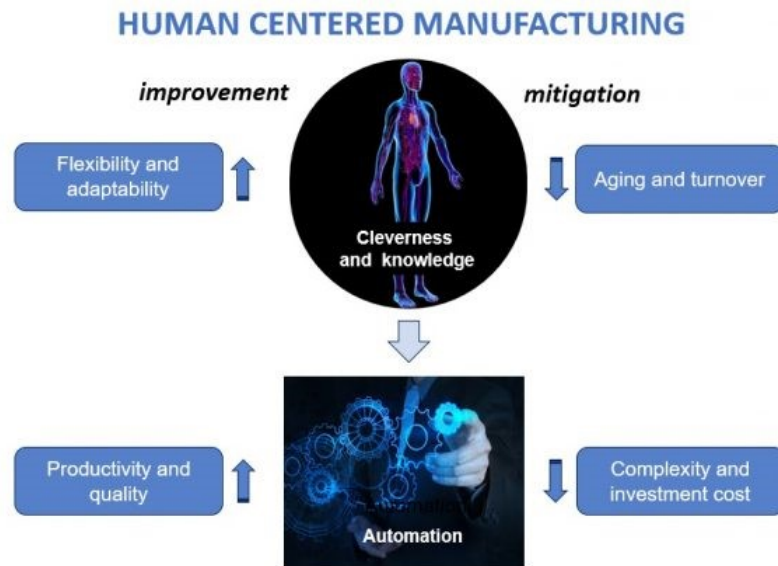 HUMAN CENTERED MANUFACTURING
improvement
mitigation
Flexibility and
adaptability
Aging and turnover
Cleverness
and knowledge
Productivity and
quality
Complexity and
investment cost
Automation
Automation